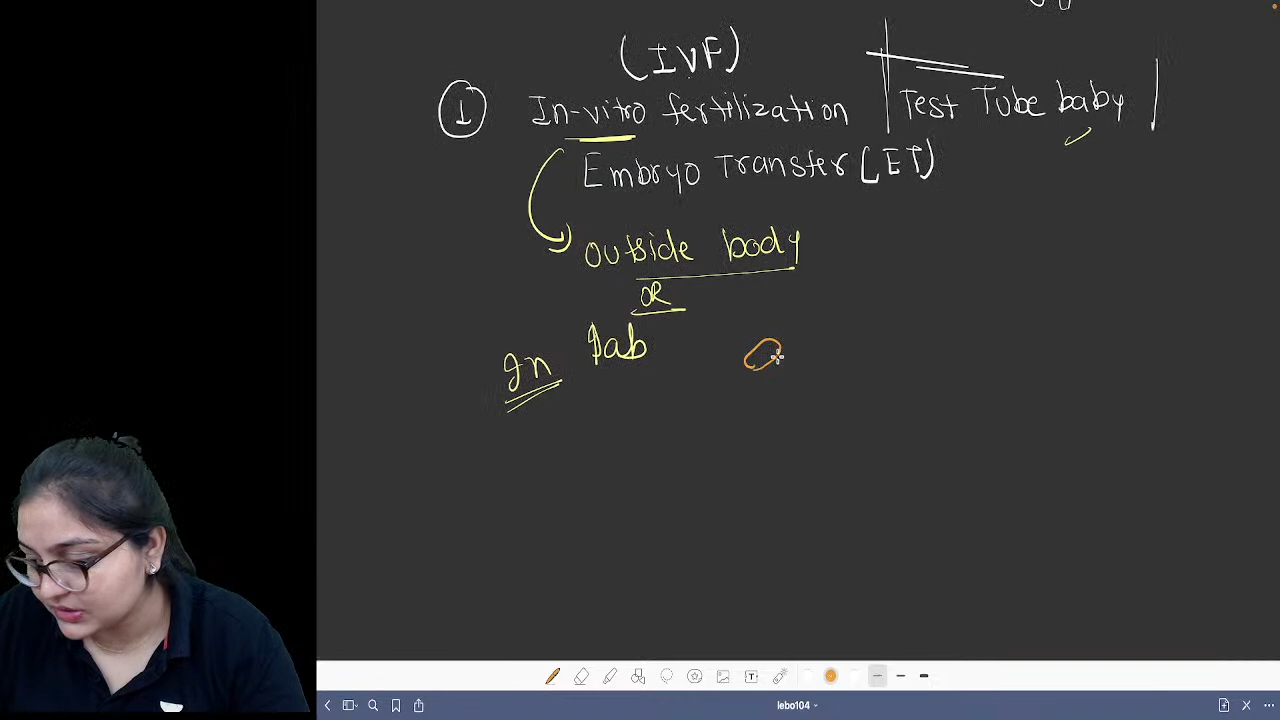 (IVF)
1 In-vitro fertilization
Test Tube baby
Embryo Transfer (ET)
outside body
OR
In lab
lebo104